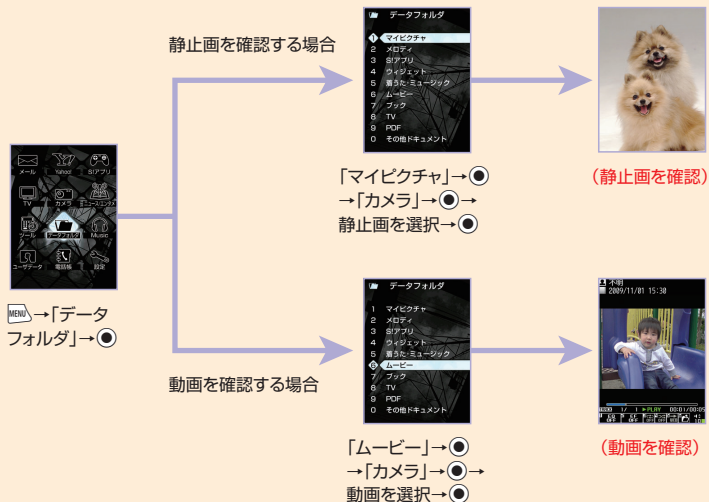 静止画を確認する場合
データフォルダ
1 マイピクチャ
2 メロディ
3 S!アプリ
4 ウィジェット
5 着うた・ミュージック
6 ムービー
7 ブック
8 TV
9 PDF
0 その他ドキュメント
「マイピクチャ」→◉
→「カメラ」→◉→
静止画を選択→◉
(静止画を確認)
メール Yahoo! S!アプリ
TV カメラ
ツール データフォルダ Music
ユーザデータ 電話帳 設定
MENU→「データ
フォルダ」→◉
動画を確認する場合
データフォルダ
1 マイピクチャ
2 メロディ
3 S!アプリ
4 ウィジェット
5 着うた・ミュージック
6 ムービー
7 ブック
8 TV
9 PDF
0 その他ドキュメント
「ムービー」→◉
→「カメラ」→◉→
動画を選択→◉
不明
2009/11/01 15:30
1/ 1 ▶PLAY 00:01/00:05
(動画を確認)